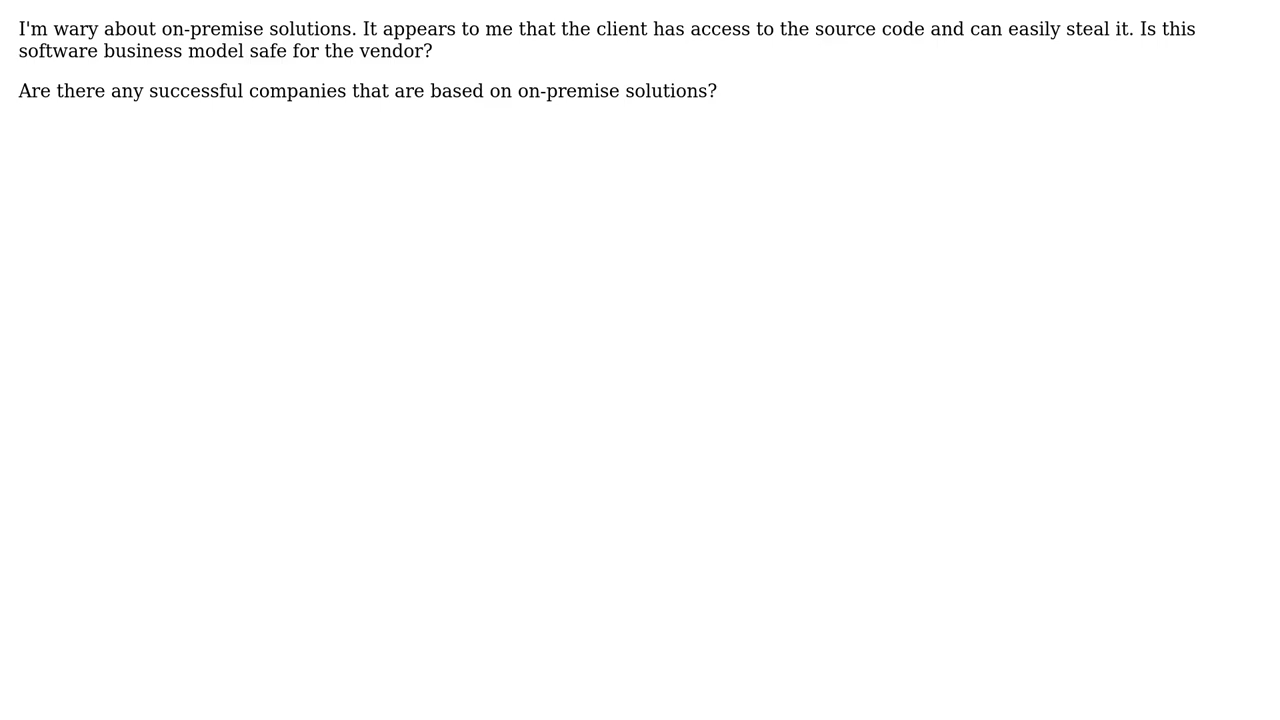 I'm wary about on-premise solutions. It appears to me that the client has access to the source code and can easily steal it. Is this
software business model safe for the vendor?
Are there any successful companies that are based on on-premise solutions?